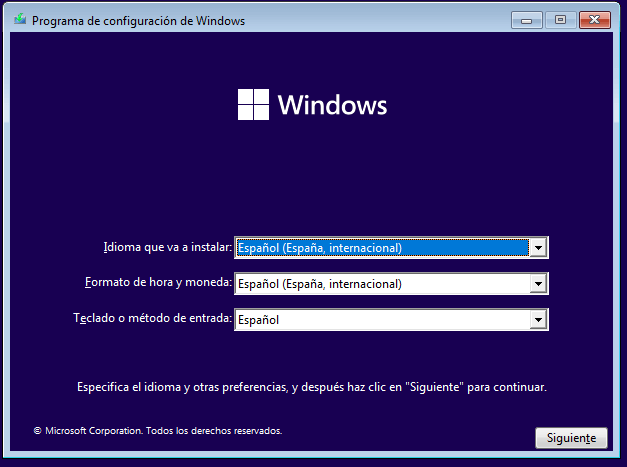 Programa de configuración de Windows
Windows
Idioma que va a instalar: Español (España, internacional)
Formato de hora y moneda: Español (España, internacional)
Teclado o método de entrada: Español
Especifica el idioma y otras preferencias, y después haz clic en "Siguiente" para continuar.
© Microsoft Corporation. Todos los derechos reservados.
Siguiente